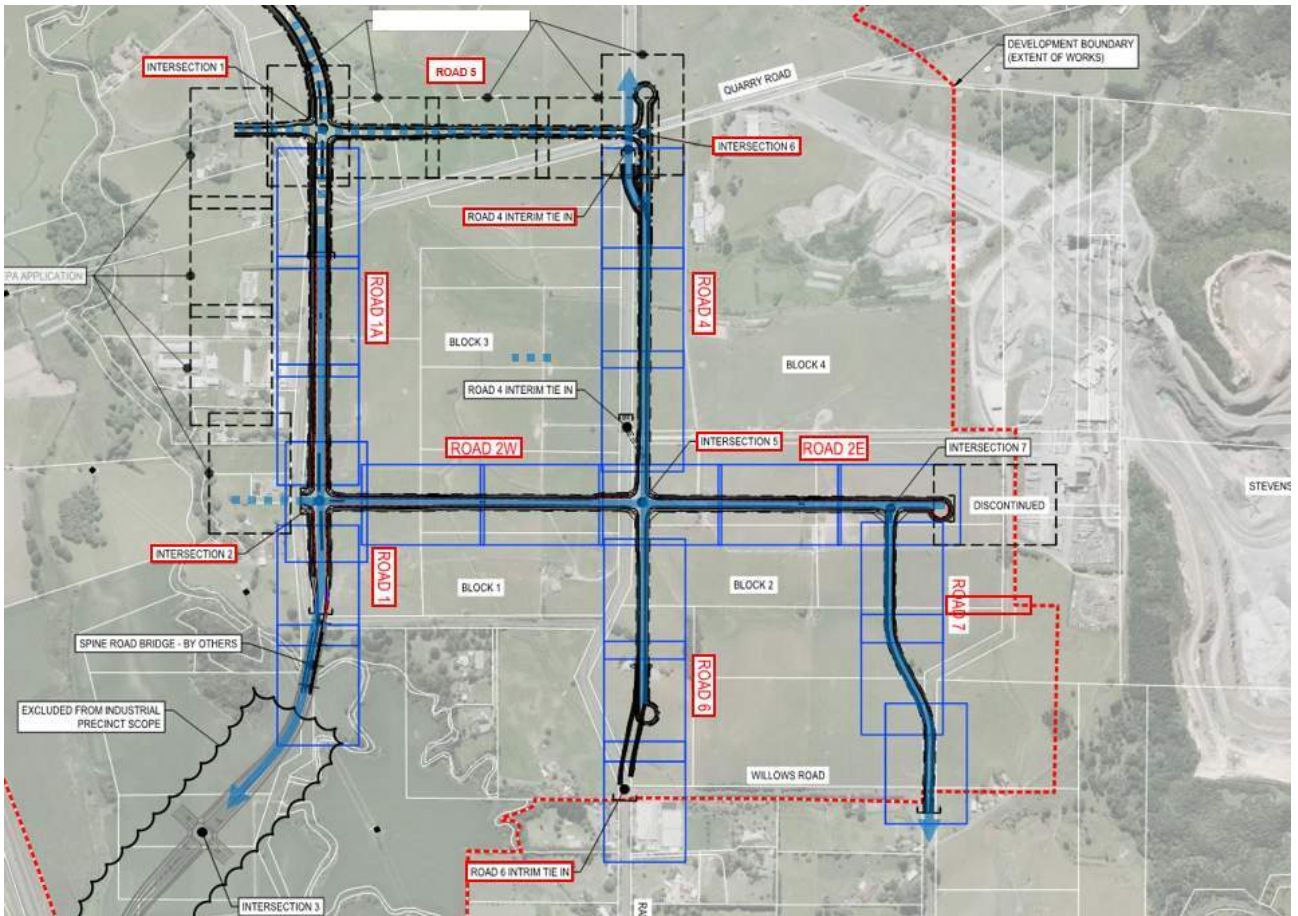 DEVELOPMENT BOUNDARY
(EXTENT OF WORKS)
INTERSECTION 1
ROAD 5
QUARRY ROAD
INTERSECTION 6
ROAD 4 INTERIM TIE IN
PA APPLICATION
ROAD 1A
ROAD 4
BLOCK 3
BLOCK 4
ROAD 4 INTERIM TIE IN
INTERSECTION 5
ROAD 2W
ROAD 2E
INTERSECTION 7
DISCONTINUED
STEVENS
INTERSECTION 2
ROAD 1
BLOCK 1
BLOCK 2
ROAD 7
SPINE ROAD BRIDGE - BY OTHERS
ROAD 6
EXCLUDED FROM INDUSTRIAL
PRECINCT SCOPE
WILLOWS ROAD
ROAD 6 INTRIM TIE IN
INTERSECTION 3